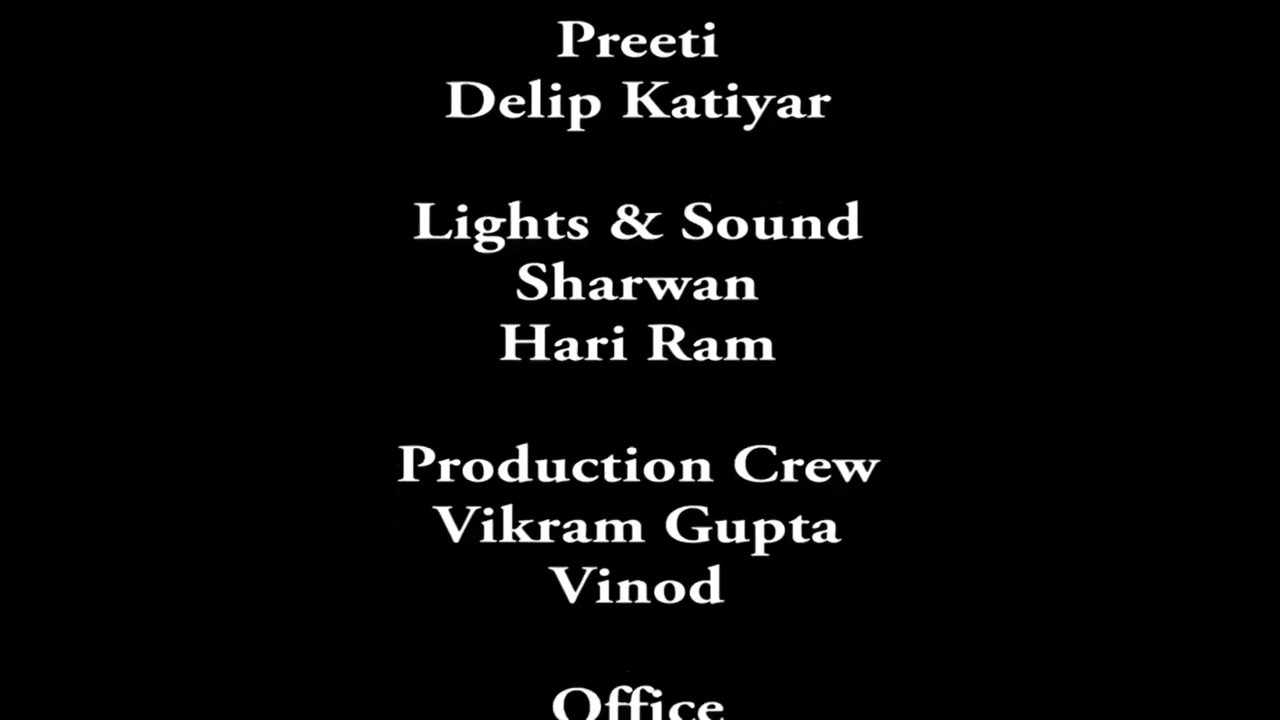 Preeti
Delip Katiyar
Lights & Sound
Sharwan
Hari Ram
Production Crew
Vikram Gupta
Vinod
Office